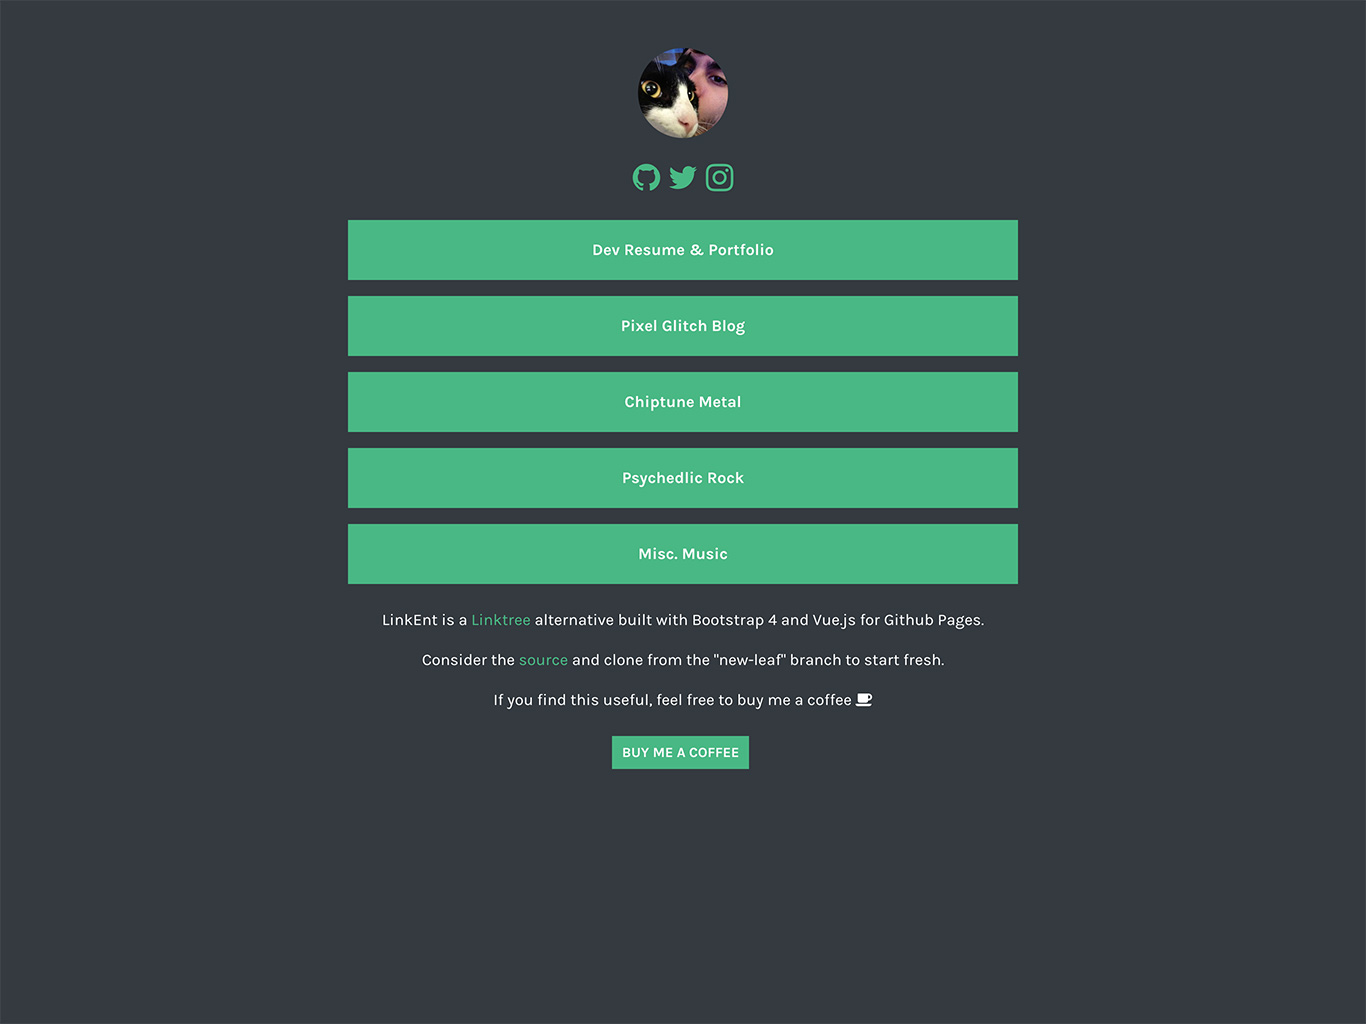 Dev Resume & Portfolio
Pixel Glitch Blog
Chiptune Metal
Psychedlic Rock
Misc. Music
LinkEnt is a Linktree alternative built with Bootstrap 4 and Vue.js for Github Pages.
Consider the source and clone from the "new-leaf" branch to start fresh.
If you find this useful, feel free to buy me a coffee
BUY ME A COFFEE